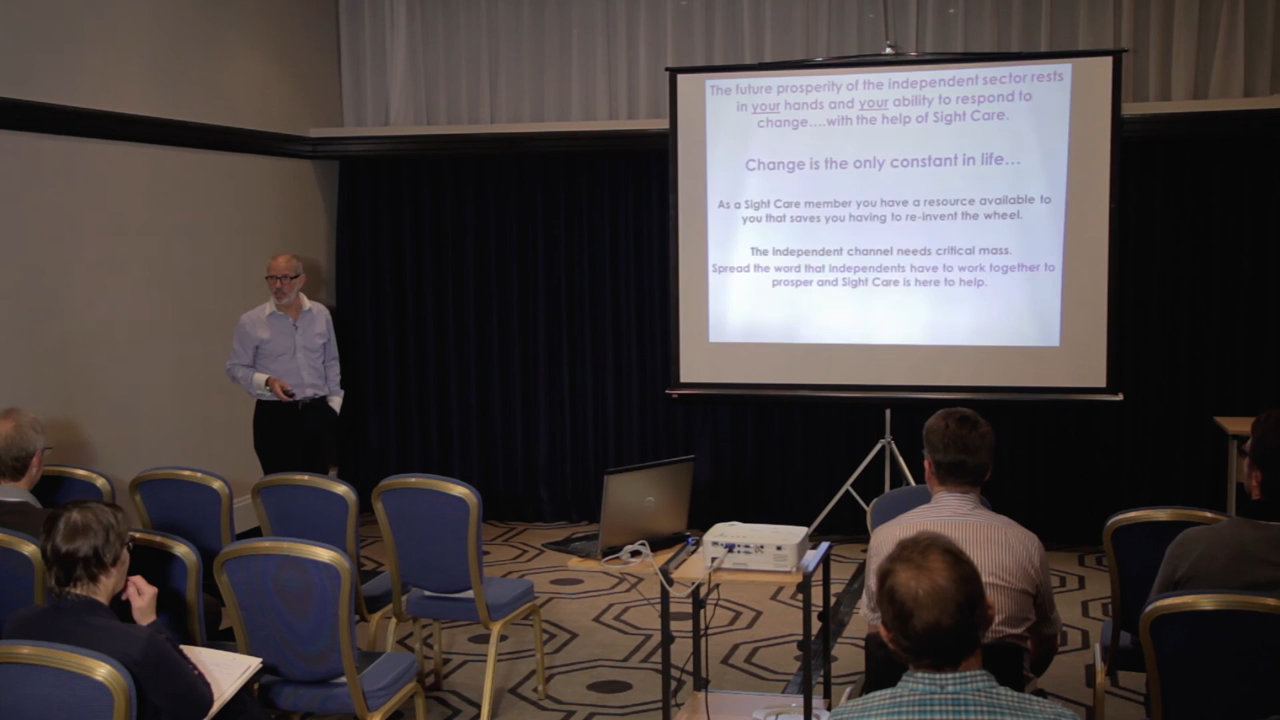 The future prosperity of the independent sector rests
in your hands and your ability to respond to
change....with the help of Sight Care.
Change is the only constant in life...
As a Sight Care member you have a resource available to
you that saves you having to re-invent the wheel.
The independent channel needs critical mass.
Spread the word that independents have to work together to
prosper and Sight Care is here to help.